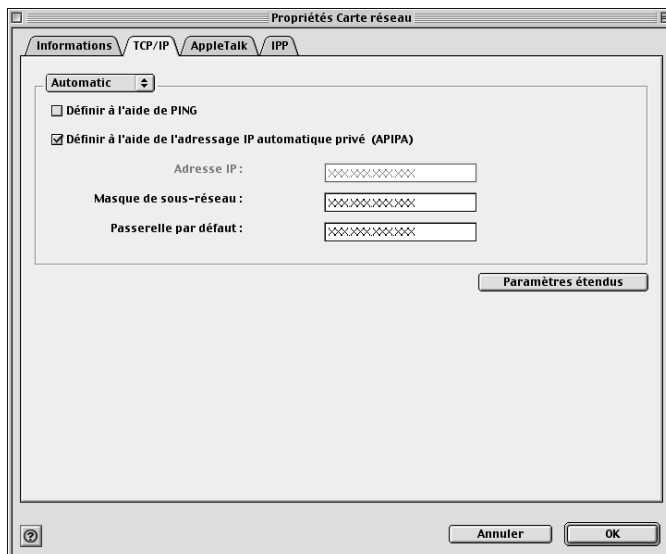 Propriétés Carte réseau
Informations TCP/IP AppleTalk IPP
Automatic
Définir à l'aide de PING
Définir à l'aide de l'adressage IP automatique privé (APIPA)
Adresse IP : XXX.XXX.XXX.XXX
Masque de sous-réseau : XXX.XXX.XXX.XXX
Passerelle par défaut : XXX.XXX.XXX.XXX
Paramètres étendus
? Annuler OK